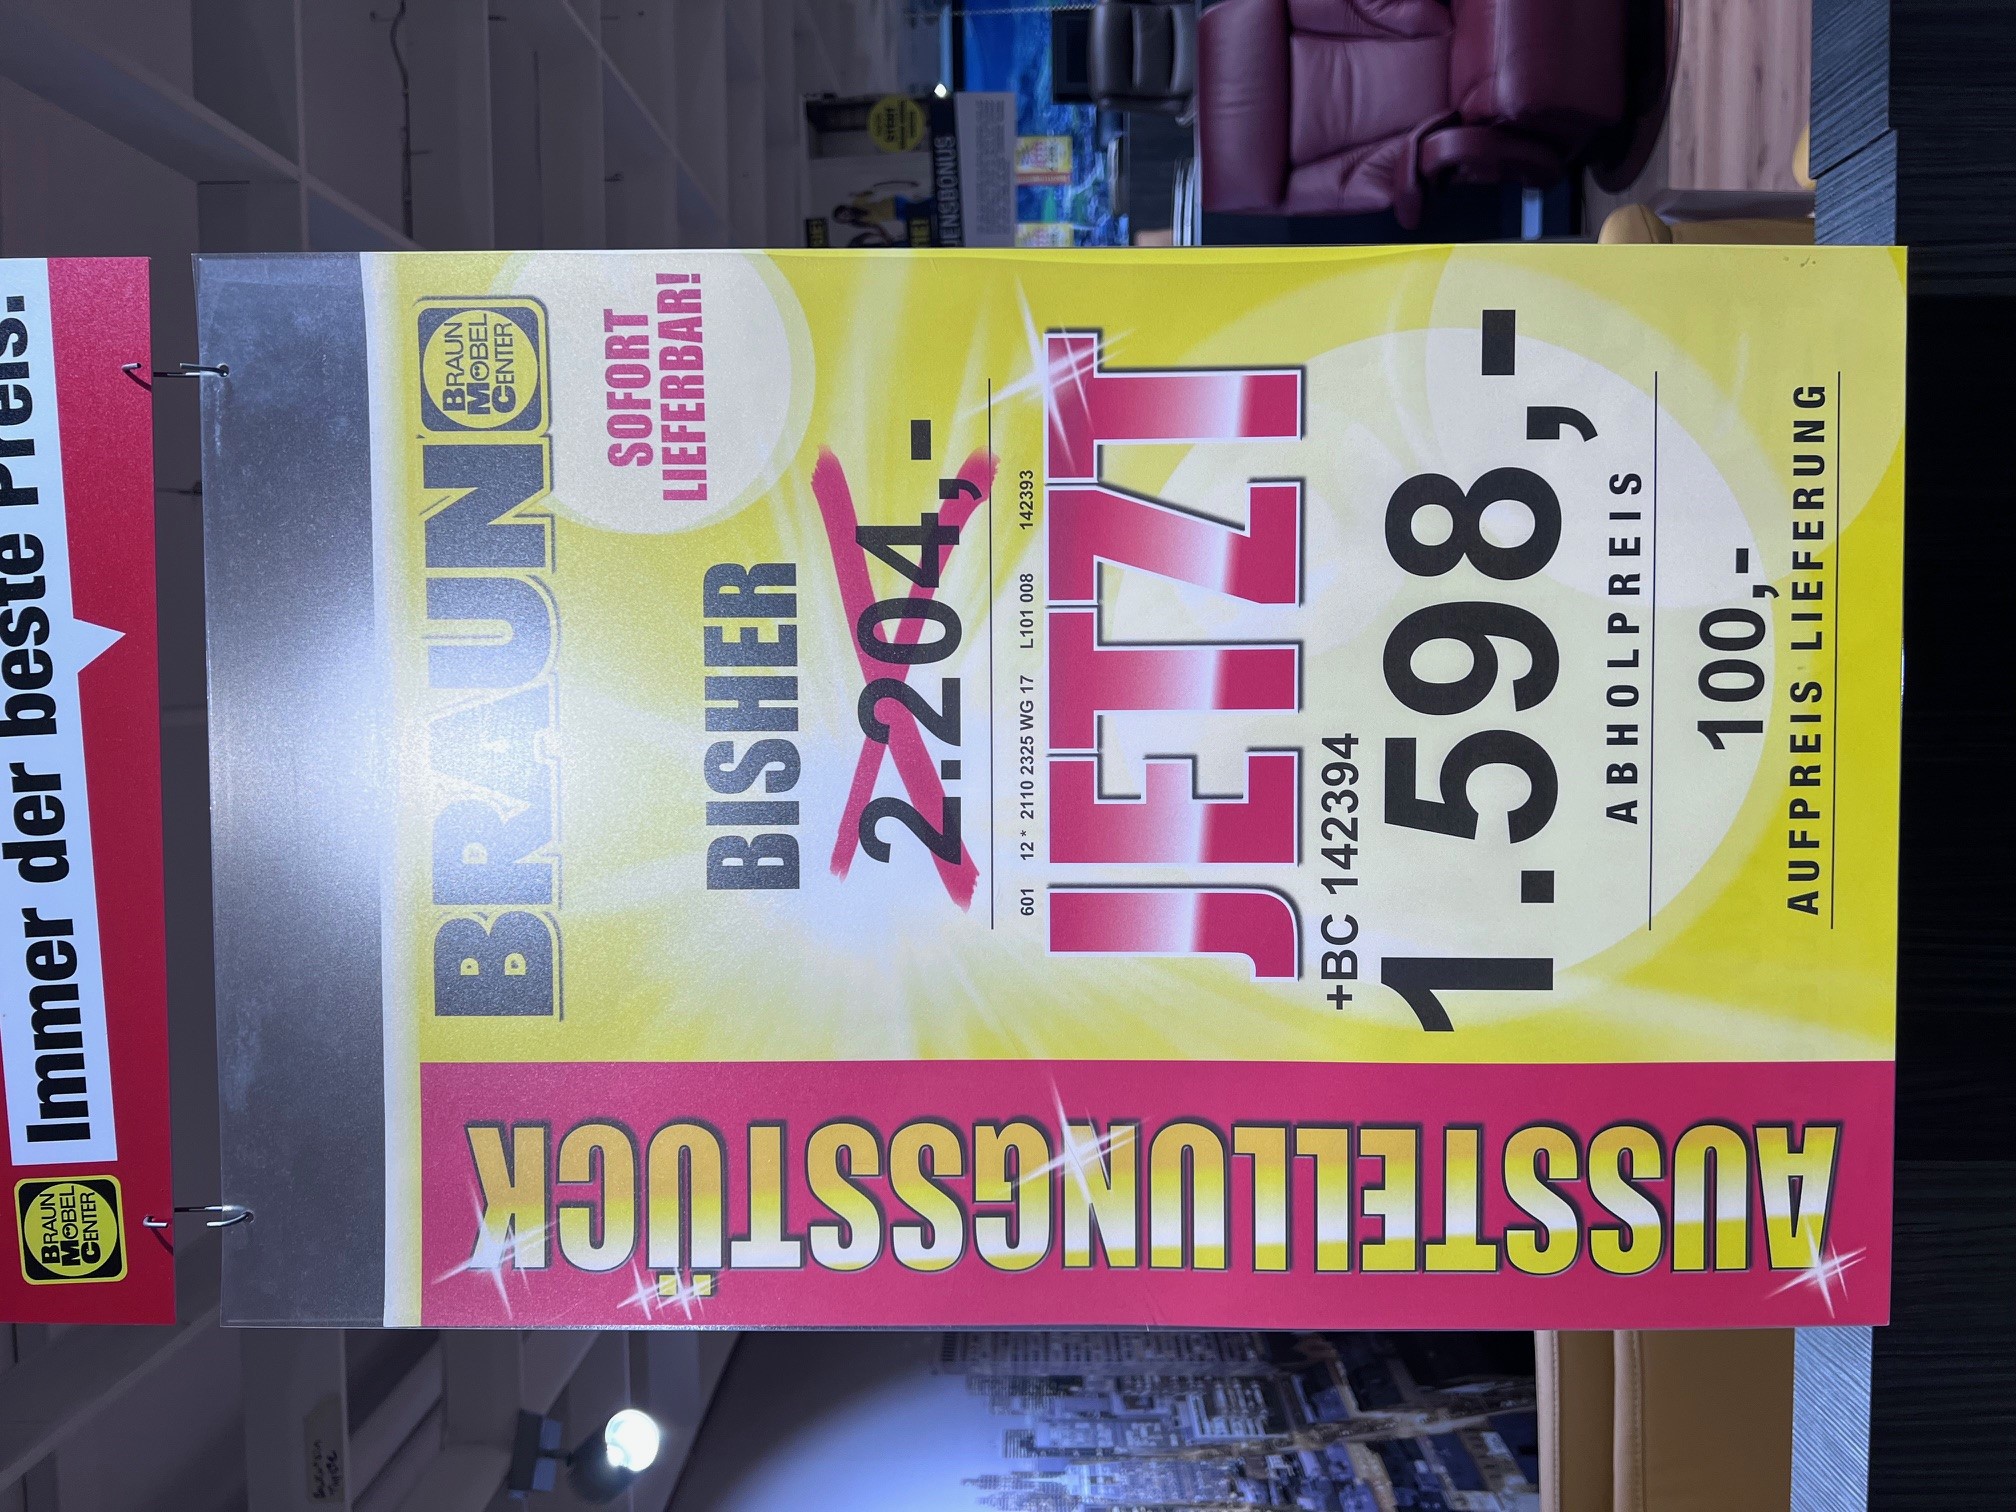 Immer der beste Preis.
BRAUN
MÖBEL
CENTER
BRAUN
BRAUN
MÖBEL
CENTER
SOFORT
LIEFERBAR!
BISHER
2.204,-
601 12* 2110 2325 WG 17 L101 008 142393
JETZT
+BC 142394
1.598,-
ABHOLPREIS
100,-
AUFPREIS LIEFERUNG
AUSSTELLUNGSSTÜCK